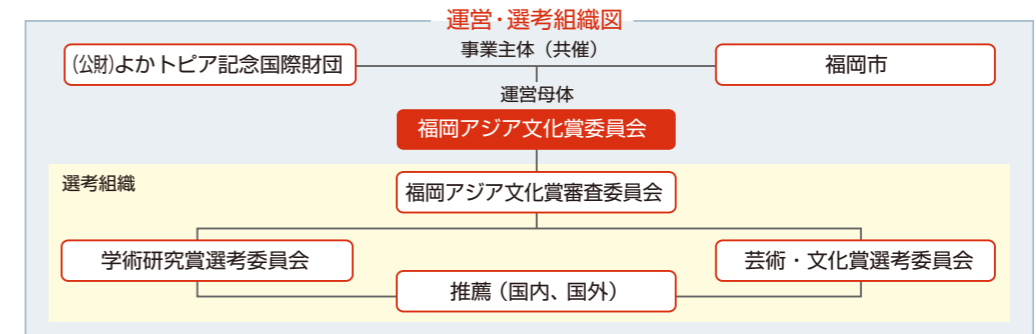 運営・選考組織図
事業主体（共催）
(公財)よかトピア記念国際財団
福岡市
運営母体
福岡アジア文化賞委員会
選考組織
福岡アジア文化賞審査委員会
学術研究賞選考委員会
芸術・文化賞選考委員会
推薦（国内、国外）